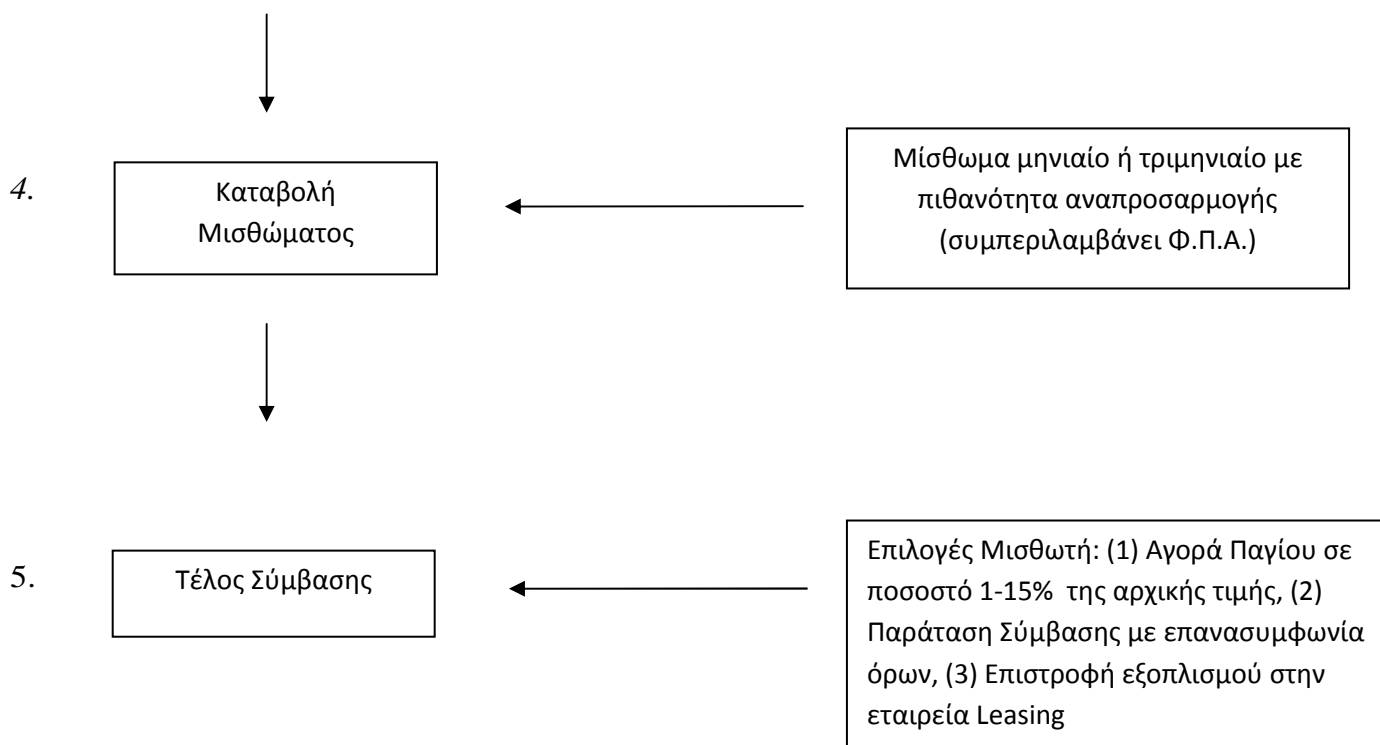 4.
Καταβολή
Μισθώματος
Μίσθωμα μηνιαίο ή τριμηνιαίο με
πιθανότητα αναπροσαρμογής
(συμπεριλαμβάνει Φ.Π.Α.)
5.
Τέλος Σύμβασης
Επιλογές Μισθωτή: (1) Αγορά Παγίου σε
ποσοστό 1-15% της αρχικής τιμής, (2)
Παράταση Σύμβασης με επανασυμφωνία
όρων, (3) Επιστροφή εξοπλισμού στην
εταιρεία Leasing